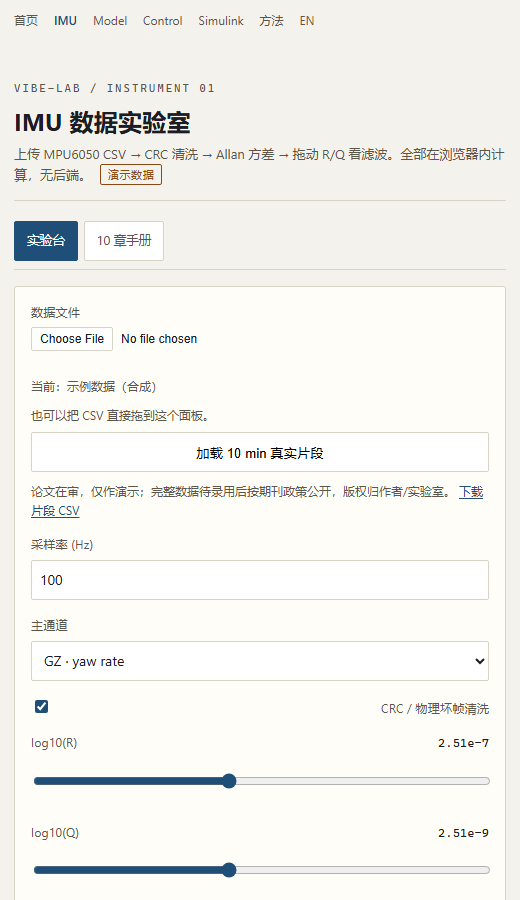 首页 IMU Model Control Simulink 方法 EN
VIBE-LAB / INSTRUMENT 01
IMU 数据实验室
上传 MPU6050 CSV → CRC 清洗 → Allan 方差 → 拖动 R/Q 看滤波。全部在浏览器内计
算，无后端。 演示数据
实验台 10 章手册
数据文件
Choose File No file chosen
当前：示例数据（合成）
也可以把 CSV 直接拖到这个面板。
加载 10 min 真实片段
论文在审，仅作演示；完整数据待录用后按期刊政策公开，版权归作者/实验室。 下载
片段 CSV
采样率 (Hz)
100
主通道
GZ · yaw rate
CRC / 物理坏帧清洗
log10(R) 2.51e-7
log10(Q) 2.51e-9